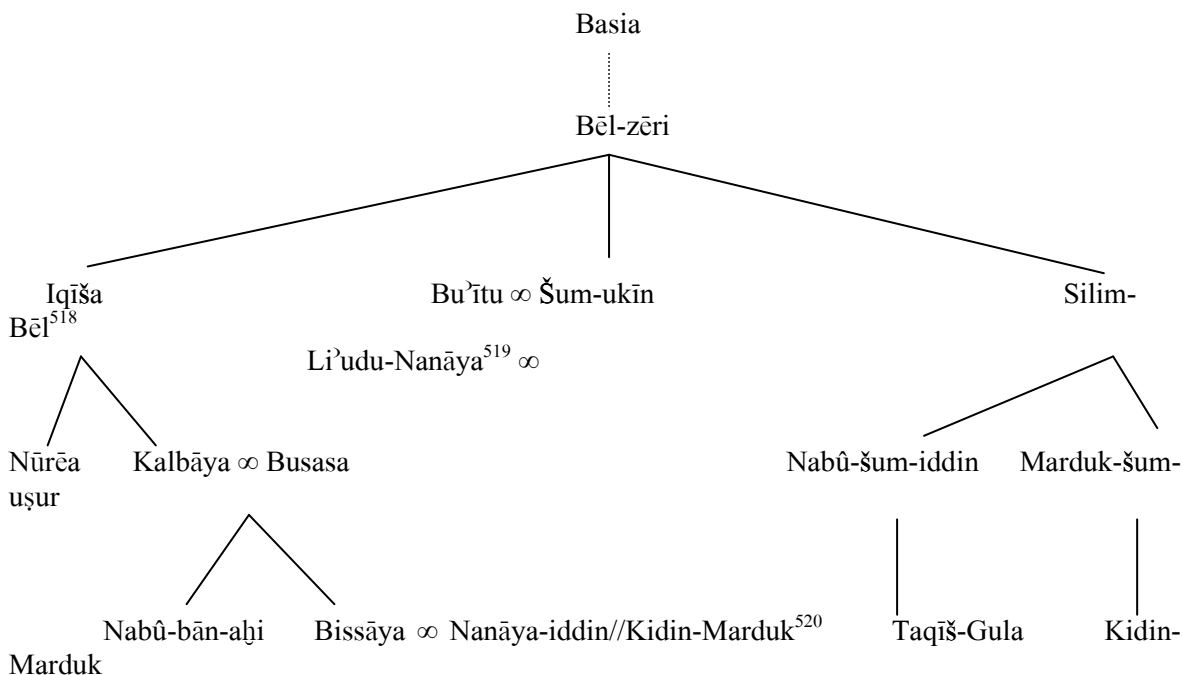 Basia
Bēl-zēri
Iqīša Buʾītu ∞ Šum-ukīn Silim-
Bēl518
Liʾudu-Nanāya519 ∞
Nūrēa Kalbāya ∞ Busasa Nabû-šum-iddin Marduk-šum-
uṣur
Nabû-bān-aḫi Bissāya ∞ Nanāya-iddin//Kidin-Marduk520 Taqīš-Gula Kidin-
Marduk